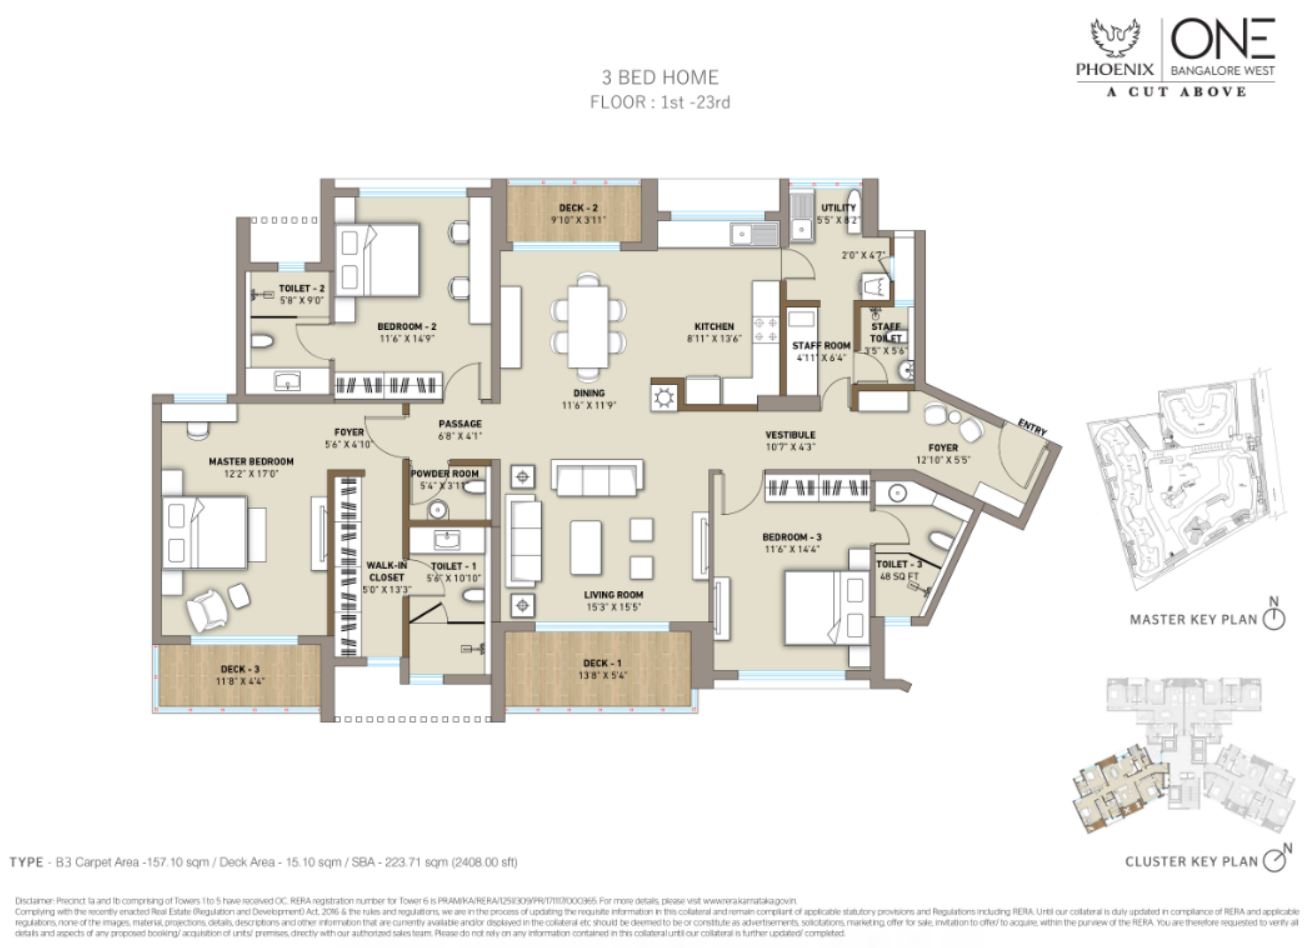 PHOENIX
ONE
BANGALORE WEST
A CUT ABOVE
3 BED HOME
FLOOR : 1st -23rd
DECK - 2
9'10" X 3'11"
UTILITY
5'5" X 8'2"
2'0" X 4'7"
TOILET - 2
5'8" X 9'0"
BEDROOM - 2
11'6" X 14'9"
KITCHEN
8'11" X 13'6"
STAFF ROOM
4'11" X 6'4"
STAFF
TOILET
3'5" X 5'6"
DINING
11'6" X 11'9"
ENTRY
FOYER
5'6" X 4'10"
PASSAGE
6'8" X 4'1"
VESTIBULE
10'7" X 4'3"
FOYER
12'10" X 5'5"
MASTER BEDROOM
12'2" X 17'0"
POWDER ROOM
5'4" X 3'11"
BEDROOM - 3
11'6" X 14'4"
WALK-IN
CLOSET
5'0" X 13'3"
TOILET - 1
5'6" X 10'10"
TOILET - 3
48 SQ FT
LIVING ROOM
15'3" X 15'5"
DECK - 3
11'8" X 4'4"
DECK - 1
13'8" X 5'4"
MASTER KEY PLAN
N
CLUSTER KEY PLAN
N
TYPE - B3 Carpet Area -157.10 sqm / Deck Area - 15.10 sqm / SBA - 223.71 sqm (2408.00 sft)
Disclaimer: Precinct 1a and 1b comprising of Towers 1 to 5 have received OC. RERA registration number for Tower 6 is PRM/KA/RERA/1251/309/PR/171117/000365. For more details, please visit www.rera.karnataka.gov.in.
Complying with the recently enacted Real Estate (Regulation and Development) Act, 2016 & the rules and regulations, we are in the process of updating the requisite information in this collateral and remain compliant of applicable statutory provisions and Regulations including RERA. Until our collateral is duly updated in compliance of RERA and applicable
regulations, none of the images, material, projections, details, descriptions and other information that are currently available and/or displayed in the collateral etc should be deemed to be or constitute as advertisements, solicitations, marketing, offer for sale, invitation to offer/ to acquire, within the purview of the RERA. You are therefore requested to verify all
details and aspects of any proposed booking/ acquisition of units/ premises, directly with our authorized sales team. Please do not rely on any information contained in this collateral until our collateral is further updated/ completed.